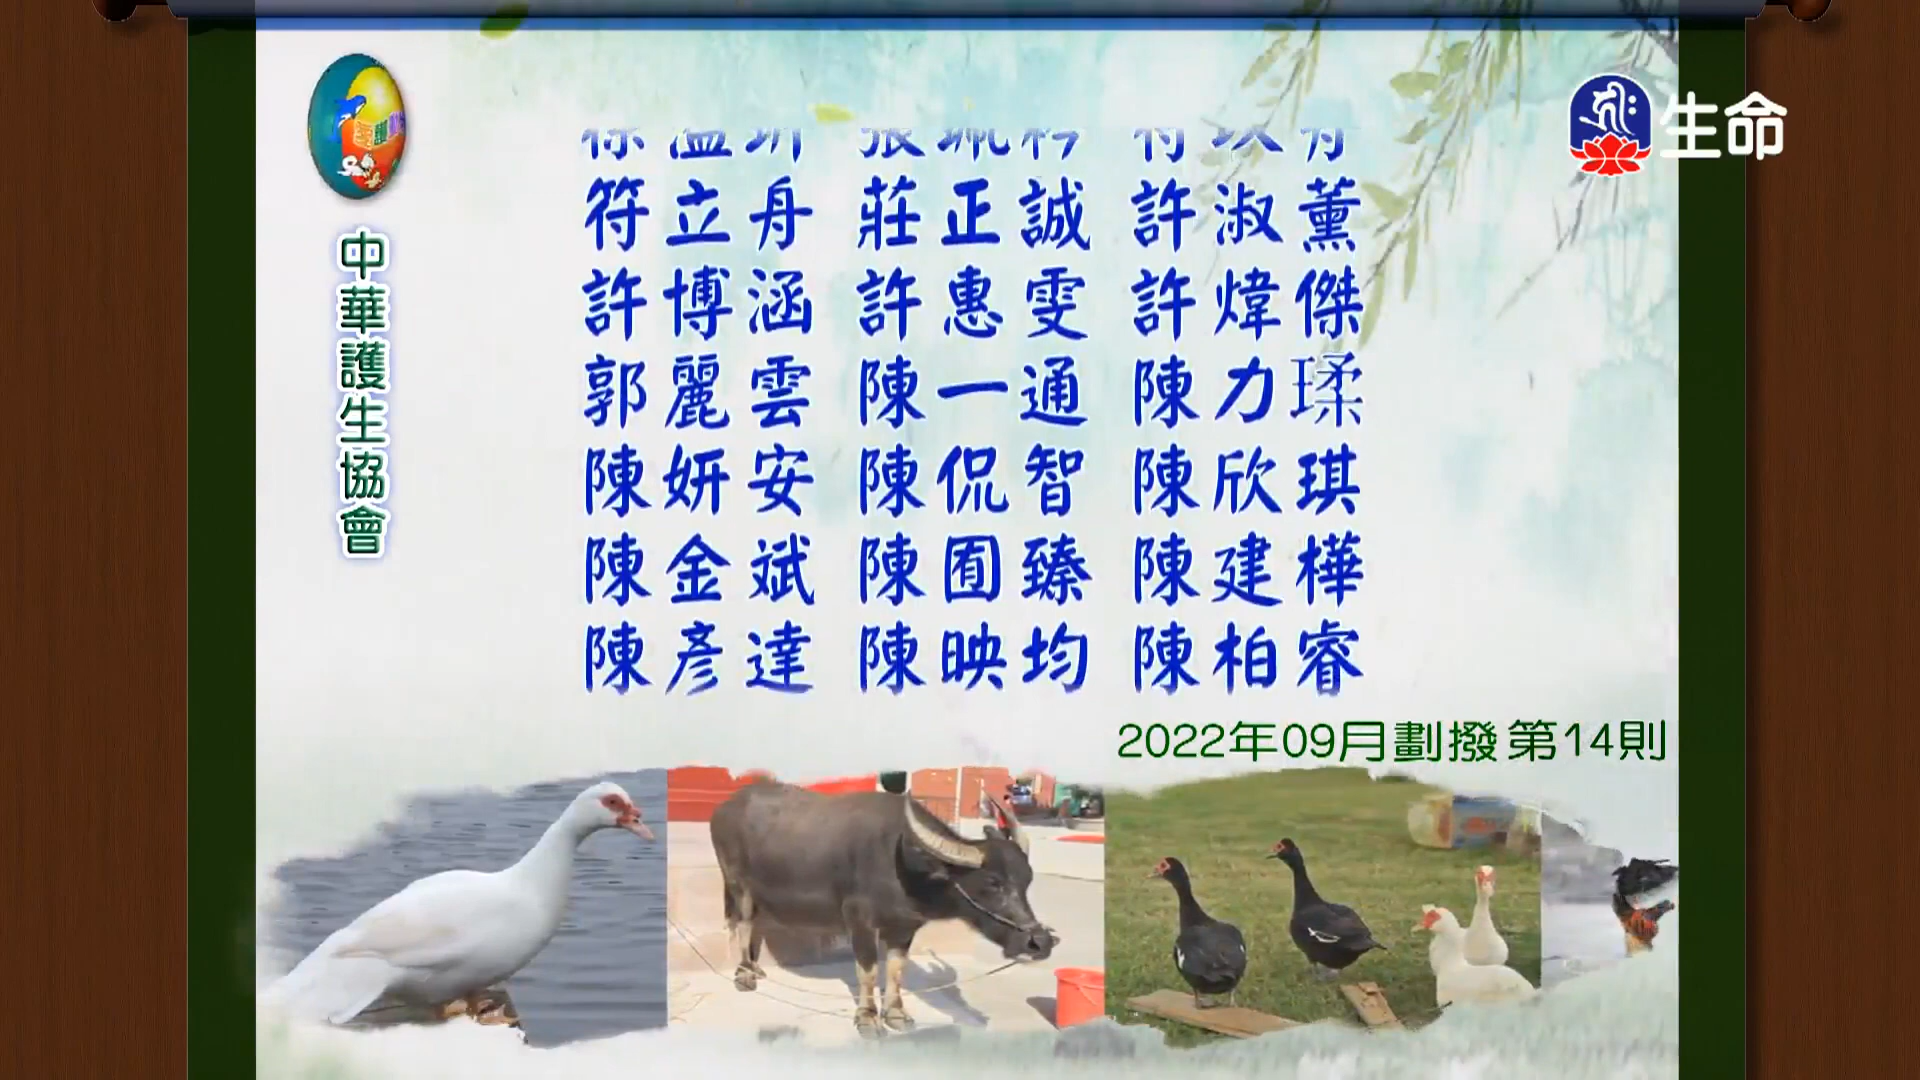 生命
中華護生協會
符立舟 莊正誠 許淑薰
許博涵 許惠雯 許煒傑
郭麗雲 陳一通 陳力瑈
陳妍安 陳侃智 陳欣琪
陳金斌 陳囿臻 陳建樺
陳彥達 陳映均 陳柏睿
2022年09月劃撥第14則